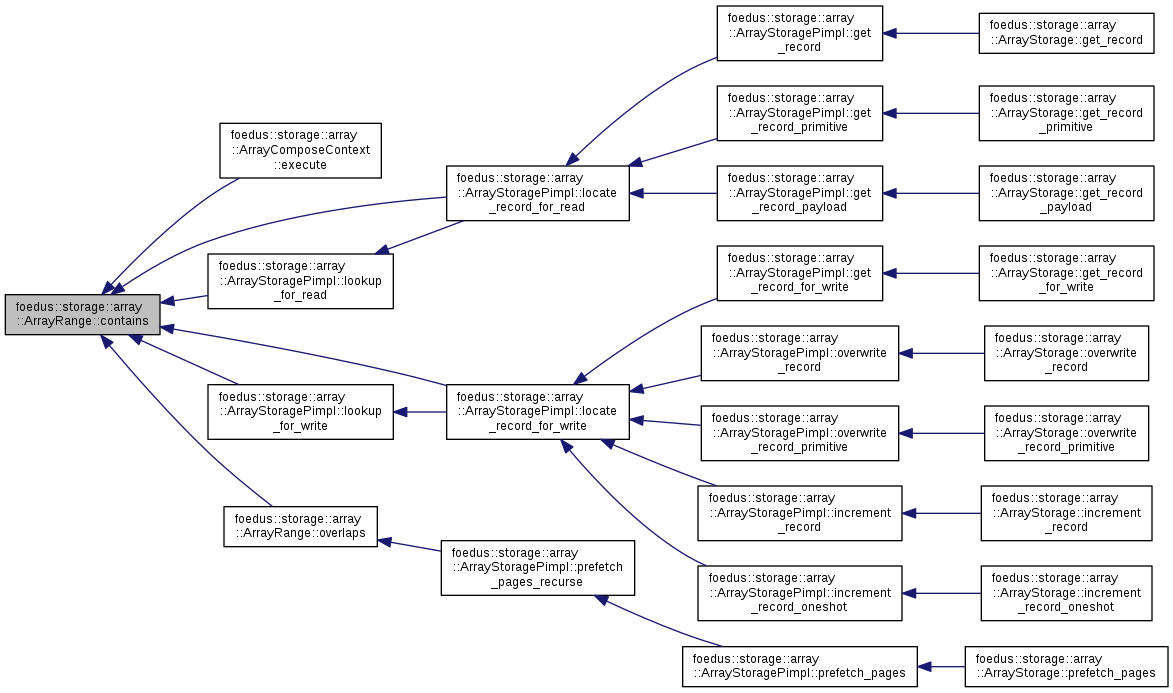 foedus::storage::array
::ArrayRange::contains
foedus::storage::array
::ArrayComposeContext
::execute
foedus::storage::array
::ArrayStoragePimpl::lookup
_for_read
foedus::storage::array
::ArrayStoragePimpl::lookup
_for_write
foedus::storage::array
::ArrayRange::overlaps
foedus::storage::array
::ArrayStoragePimpl::locate
_record_for_read
foedus::storage::array
::ArrayStoragePimpl::locate
_record_for_write
foedus::storage::array
::ArrayStoragePimpl::prefetch
_pages_recurse
foedus::storage::array
::ArrayStoragePimpl::get
_record
foedus::storage::array
::ArrayStoragePimpl::get
_record_primitive
foedus::storage::array
::ArrayStoragePimpl::get
_record_payload
foedus::storage::array
::ArrayStoragePimpl::get
_record_for_write
foedus::storage::array
::ArrayStoragePimpl::overwrite
_record
foedus::storage::array
::ArrayStoragePimpl::overwrite
_record_primitive
foedus::storage::array
::ArrayStoragePimpl::increment
_record
foedus::storage::array
::ArrayStoragePimpl::increment
_record_oneshot
foedus::storage::array
::ArrayStoragePimpl::prefetch_pages
foedus::storage::array
::ArrayStorage::get_record
foedus::storage::array
::ArrayStorage::get_record
_primitive
foedus::storage::array
::ArrayStorage::get_record
_payload
foedus::storage::array
::ArrayStorage::get_record
_for_write
foedus::storage::array
::ArrayStorage::overwrite
_record
foedus::storage::array
::ArrayStorage::overwrite
_record_primitive
foedus::storage::array
::ArrayStorage::increment
_record
foedus::storage::array
::ArrayStorage::increment
_record_oneshot
foedus::storage::array
::ArrayStorage::prefetch_pages